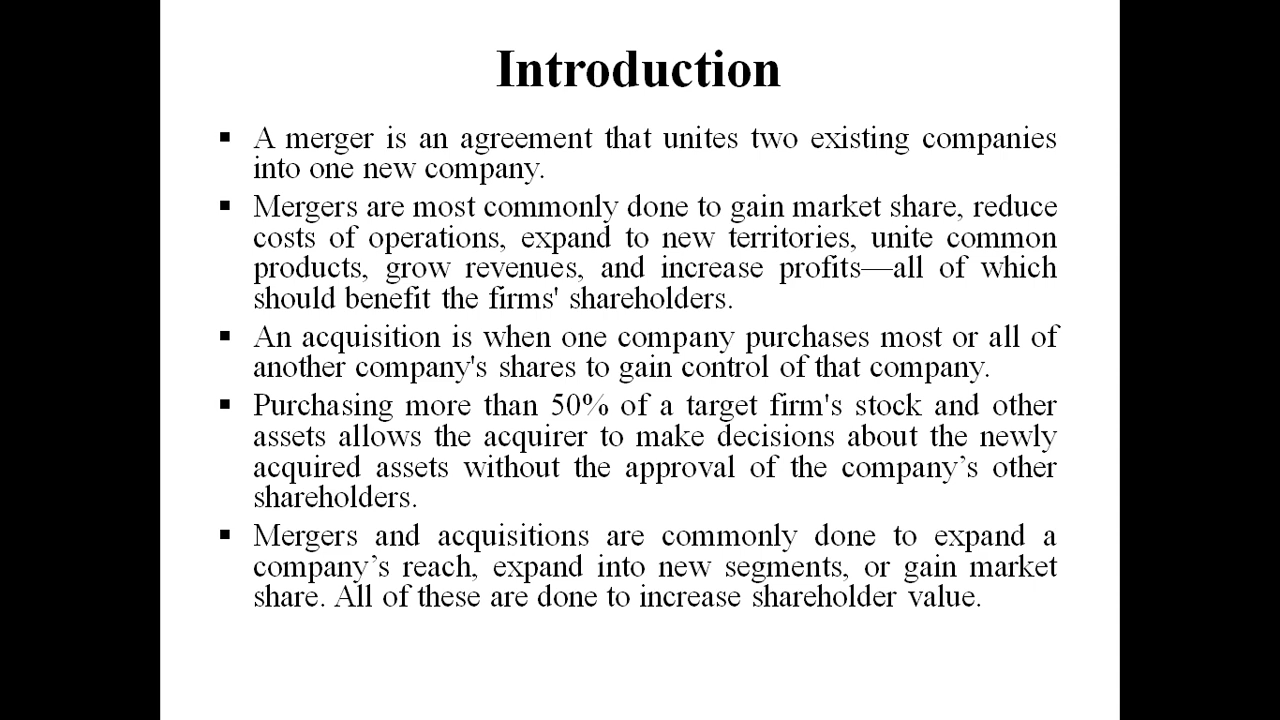 Introduction
▪ A merger is an agreement that unites two existing companies
into one new company.
▪ Mergers are most commonly done to gain market share, reduce
costs of operations, expand to new territories, unite common
products, grow revenues, and increase profits—all of which
should benefit the firms' shareholders.
▪ An acquisition is when one company purchases most or all of
another company's shares to gain control of that company.
▪ Purchasing more than 50% of a target firm's stock and other
assets allows the acquirer to make decisions about the newly
acquired assets without the approval of the company’s other
shareholders.
▪ Mergers and acquisitions are commonly done to expand a
company’s reach, expand into new segments, or gain market
share. All of these are done to increase shareholder value.